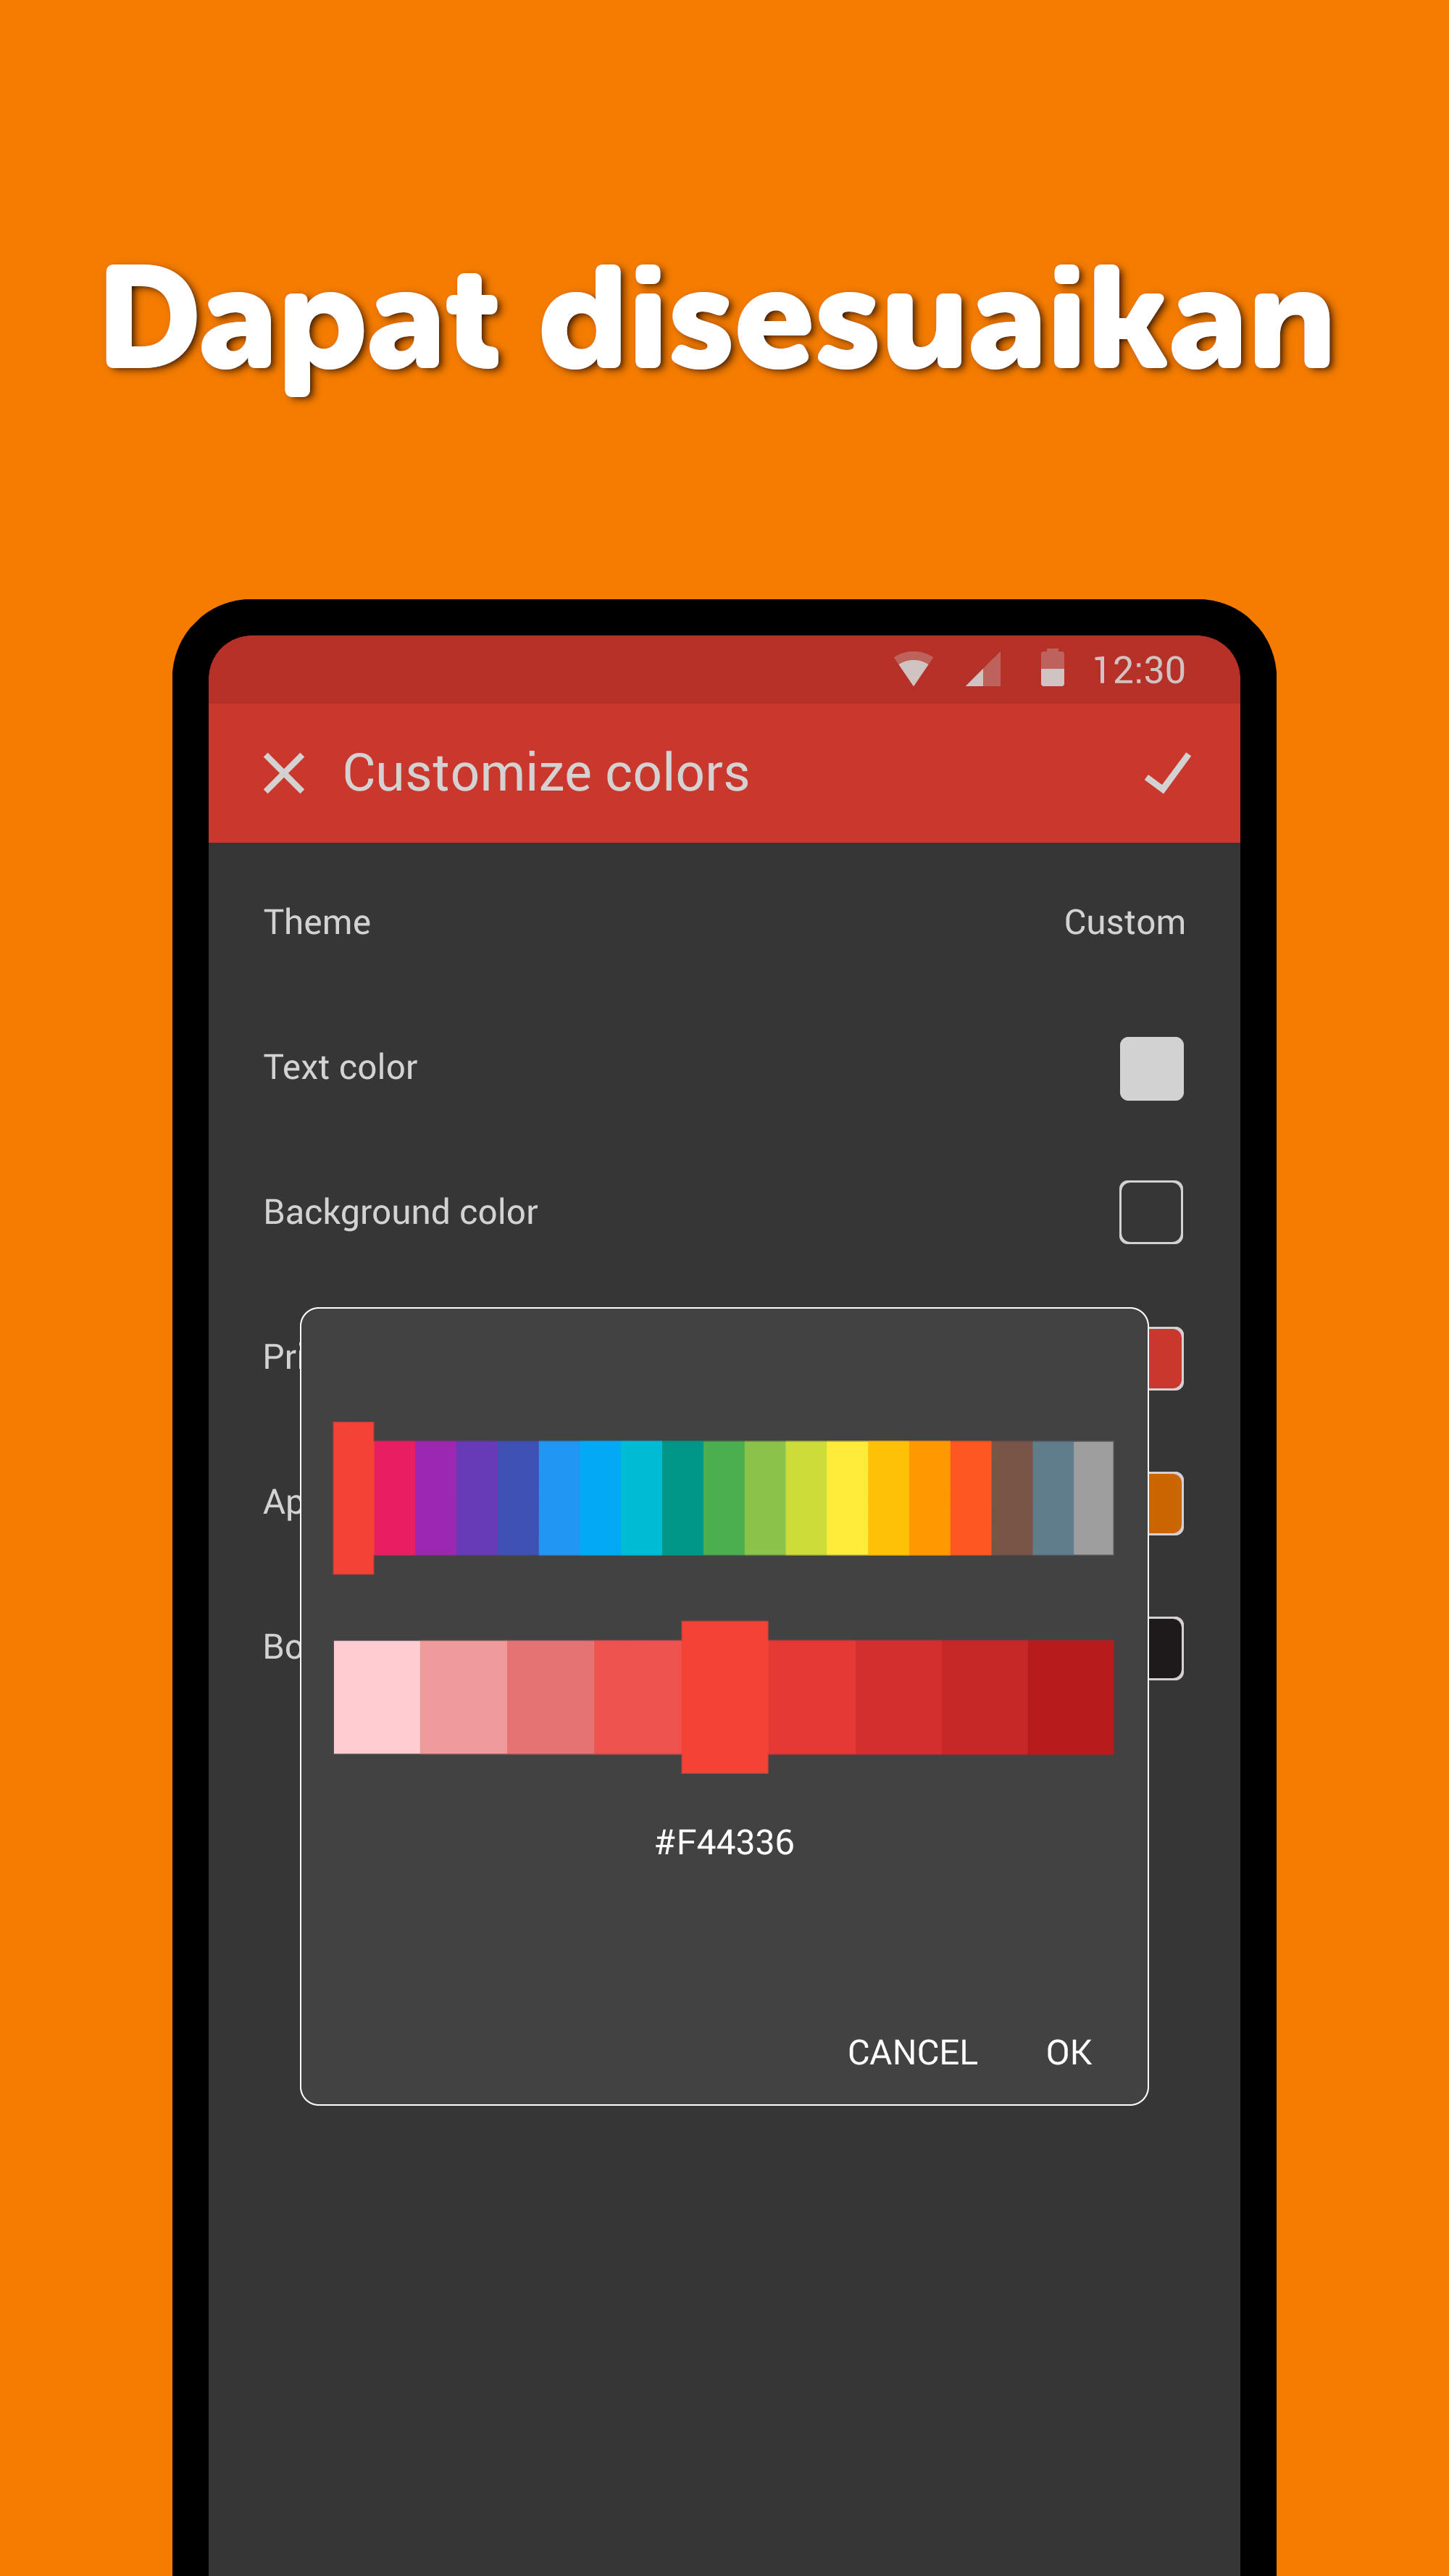 Dapat disesuaikan
12:30
Customize colors
Theme Custom
Text color
Background color
Pri
Ap
Bo
#F44336
CANCEL OK